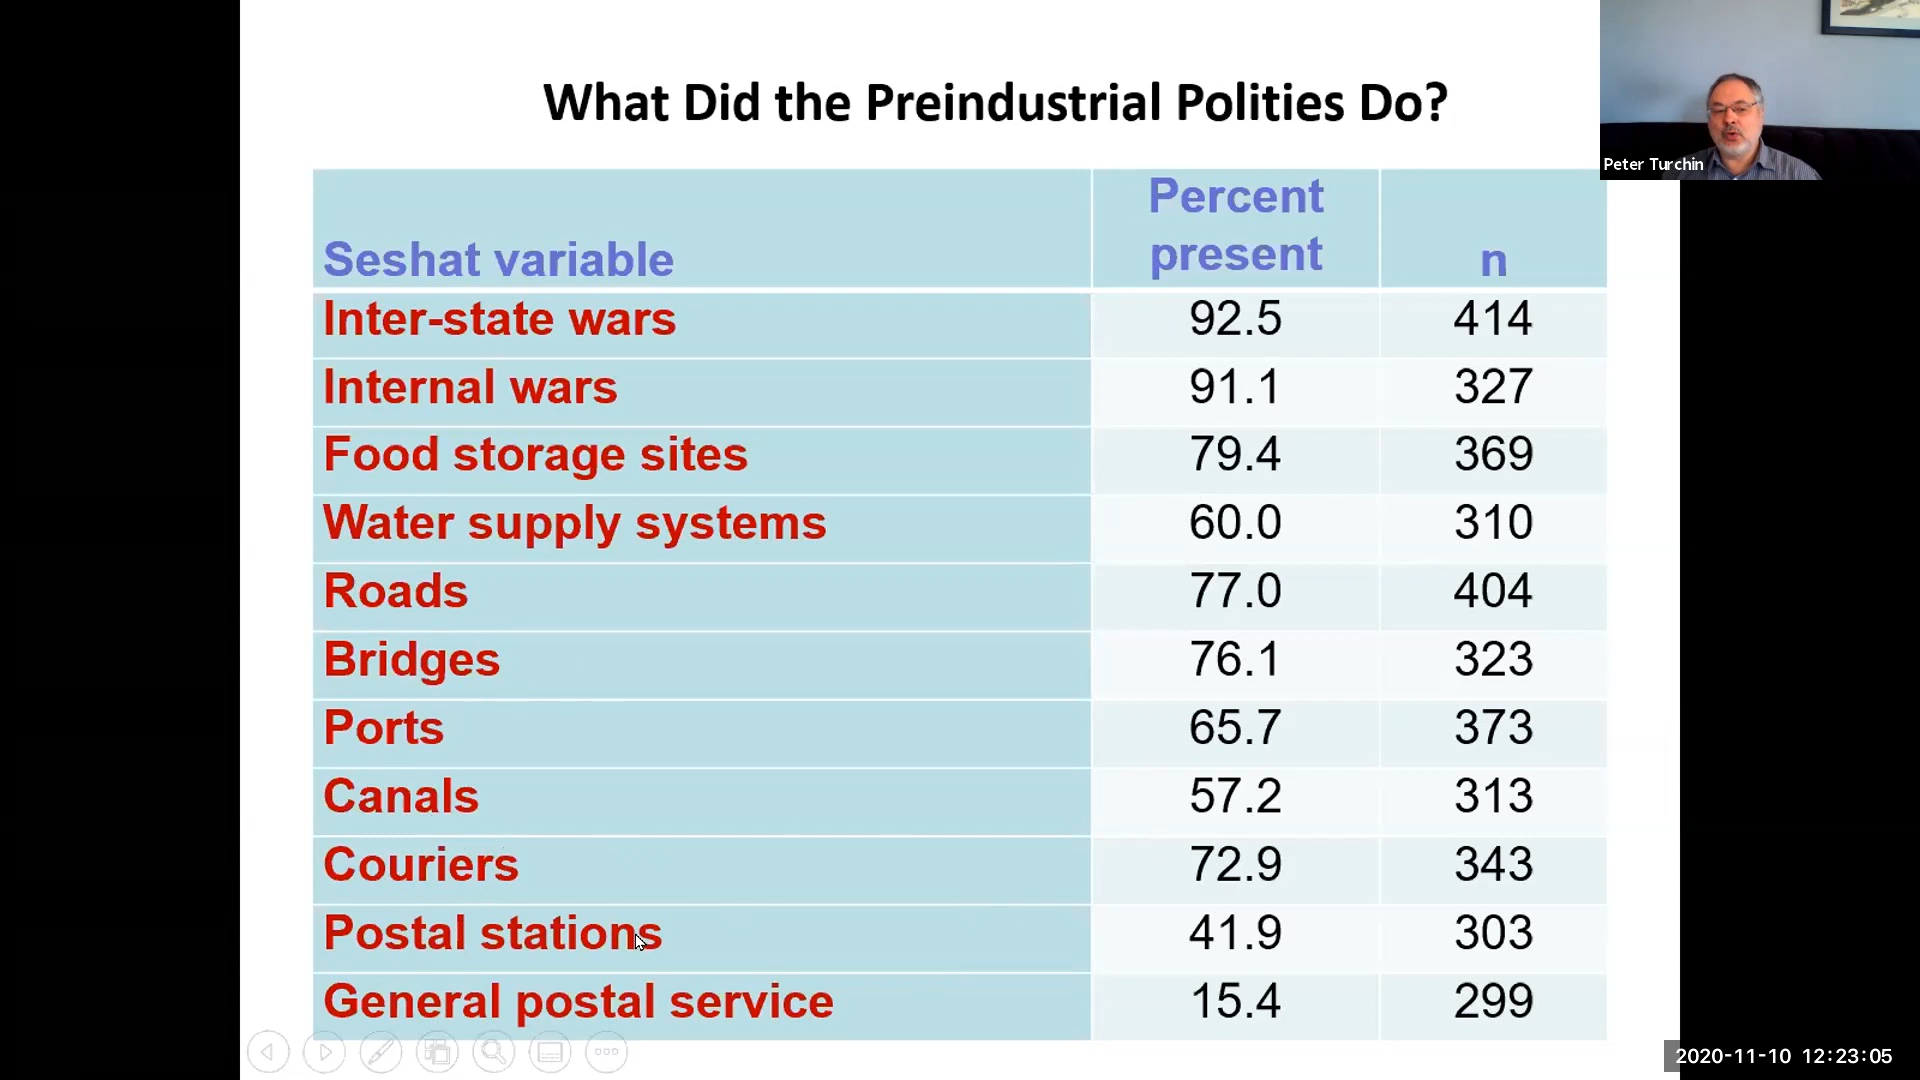 What Did the Preindustrial Polities Do?
Peter Turchin
Seshat variable Percent present n
Inter-state wars 92.5 414
Internal wars 91.1 327
Food storage sites 79.4 369
Water supply systems 60.0 310
Roads 77.0 404
Bridges 76.1 323
Ports 65.7 373
Canals 57.2 313
Couriers 72.9 343
Postal stations 41.9 303
General postal service 15.4 299
2020-11-10 12:23:05